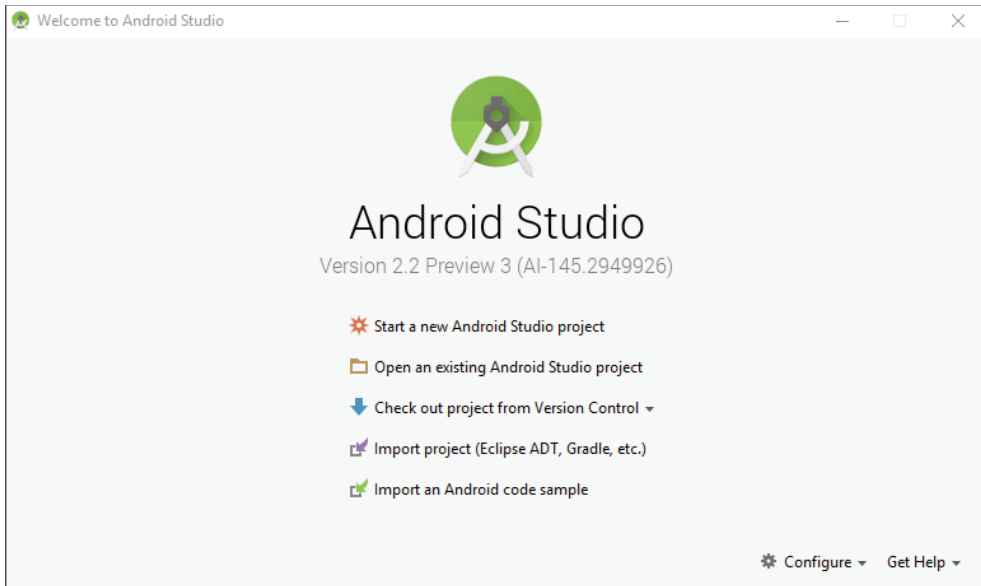 Welcome to Android Studio
Android Studio
Version 2.2 Preview 3 (AI-145.2949926)
Start a new Android Studio project
Open an existing Android Studio project
Check out project from Version Control
Import project (Eclipse ADT, Gradle, etc.)
Import an Android code sample
Configure Get Help